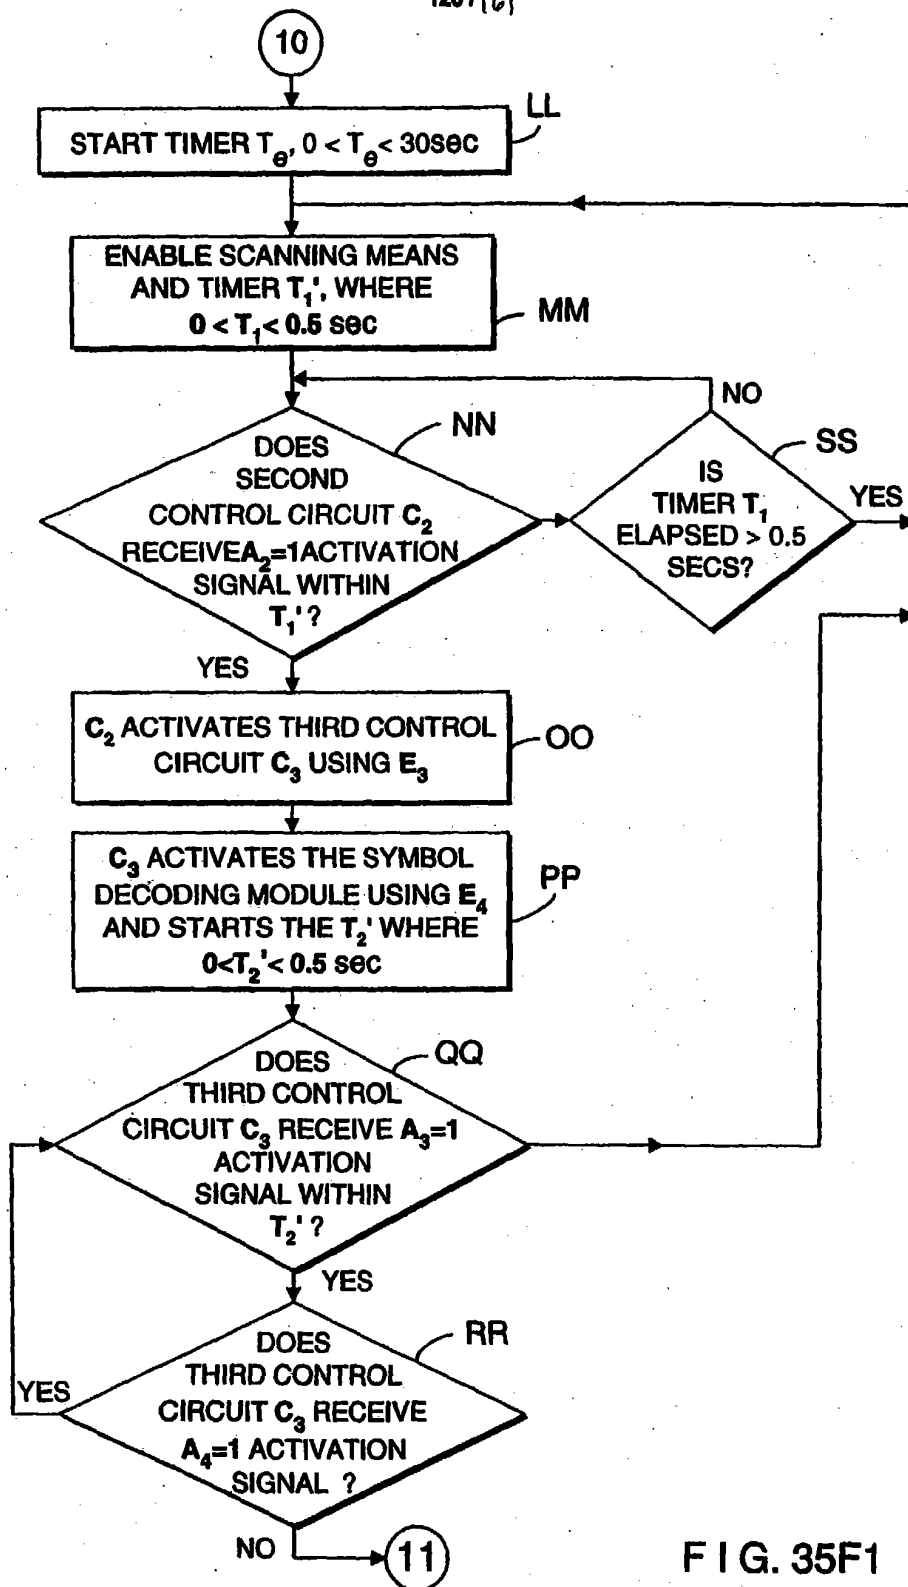 10
START TIMER Te, 0 < Te < 30sec
LL
ENABLE SCANNING MEANS
AND TIMER T1', WHERE
0 < T1 < 0.5 sec
MM
NO
DOES
SECOND
CONTROL CIRCUIT C2
RECEIVEA2=1ACTIVATION
SIGNAL WITHIN
T1' ?
NN
IS
TIMER T1
ELAPSED > 0.5
SECS?
SS
YES
YES
C2 ACTIVATES THIRD CONTROL
CIRCUIT C3 USING E3
OO
C3 ACTIVATES THE SYMBOL
DECODING MODULE USING E4
AND STARTS THE T2' WHERE
0<T2'< 0.5 sec
PP
DOES
THIRD CONTROL
CIRCUIT C3 RECEIVE A3=1
ACTIVATION
SIGNAL WITHIN
T2' ?
QQ
YES
DOES
THIRD CONTROL
CIRCUIT C3 RECEIVE
A4=1 ACTIVATION
SIGNAL ?
RR
YES
NO
11
FIG. 35F1